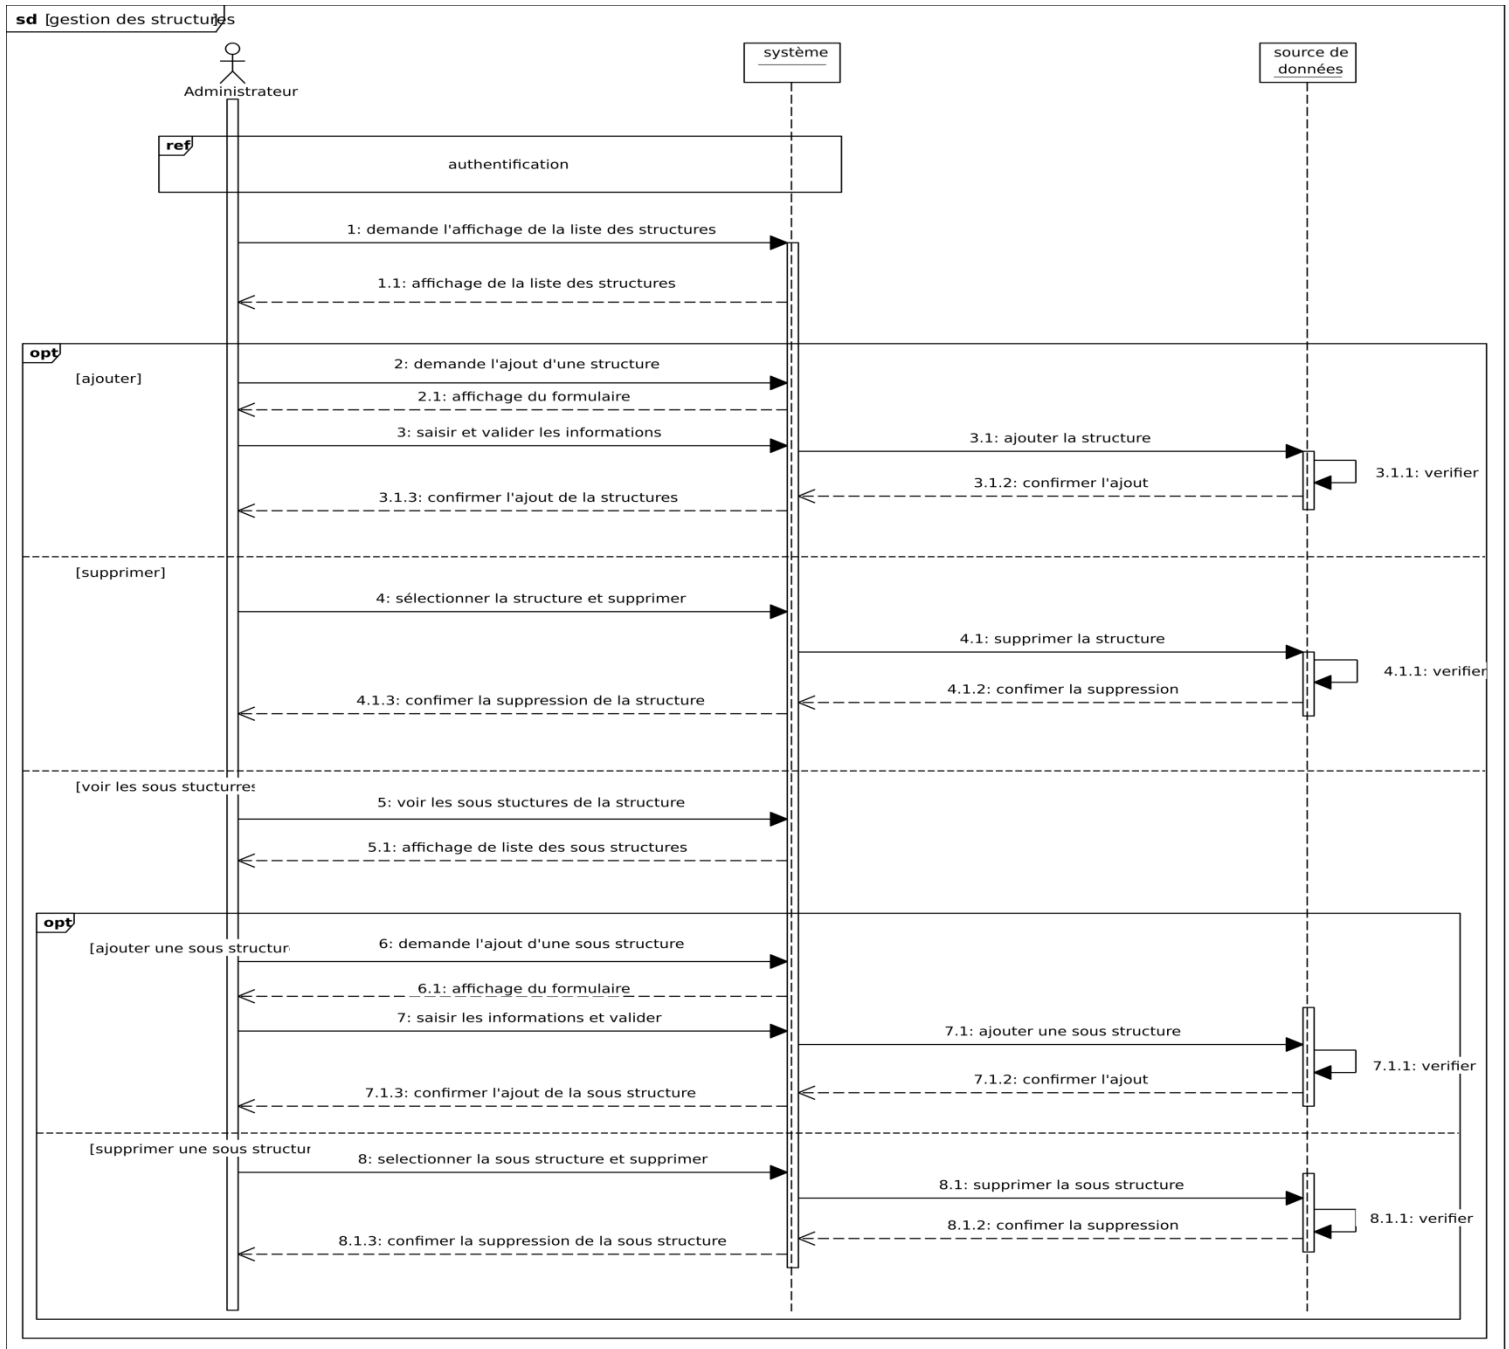 sd [gestion des structures]
Administrateur
système
source de
données
ref
authentification
1: demande l'affichage de la liste des structures
1.1: affichage de la liste des structures
opt
[ajouter]
2: demande l'ajout d'une structure
2.1: affichage du formulaire
3: saisir et valider les informations
3.1: ajouter la structure
3.1.1: verifier
3.1.2: confirmer l'ajout
3.1.3: confirmer l'ajout de la structures
[supprimer]
4: sélectionner la structure et supprimer
4.1: supprimer la structure
4.1.1: verifier
4.1.2: confimer la suppression
4.1.3: confimer la suppression de la structure
[voir les sous stucturres
5: voir les sous stuctures de la structure
5.1: affichage de liste des sous structures
opt
[ajouter une sous structur
6: demande l'ajout d'une sous structure
6.1: affichage du formulaire
7: saisir les informations et valider
7.1: ajouter une sous structure
7.1.1: verifier
7.1.2: confirmer l'ajout
7.1.3: confirmer l'ajout de la sous structure
[supprimer une sous structur
8: selectionner la sous structure et supprimer
8.1: supprimer la sous structure
8.1.1: verifier
8.1.2: confimer la suppression
8.1.3: confimer la suppression de la sous structure